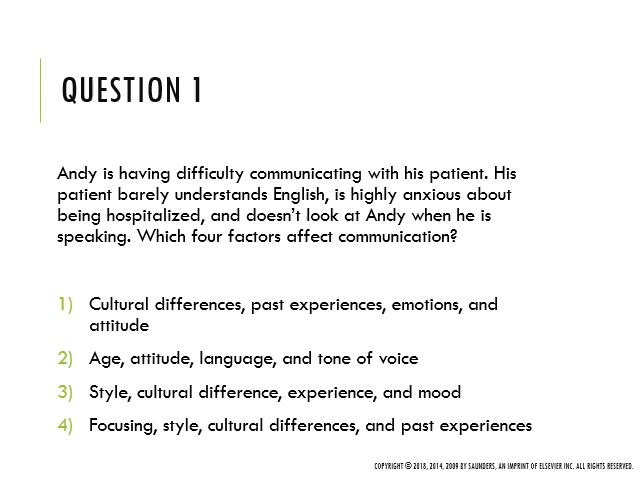 QUESTION 1
Andy is having difficulty communicating with his patient. His
patient barely understands English, is highly anxious about
being hospitalized, and doesn’t look at Andy when he is
speaking. Which four factors affect communication?
1) Cultural differences, past experiences, emotions, and
attitude
2) Age, attitude, language, and tone of voice
3) Style, cultural difference, experience, and mood
4) Focusing, style, cultural differences, and past experiences
COPYRIGHT © 2018, 2014, 2009 BY SAUNDERS, AN IMPRINT OF ELSEVIER INC. ALL RIGHTS RESERVED.